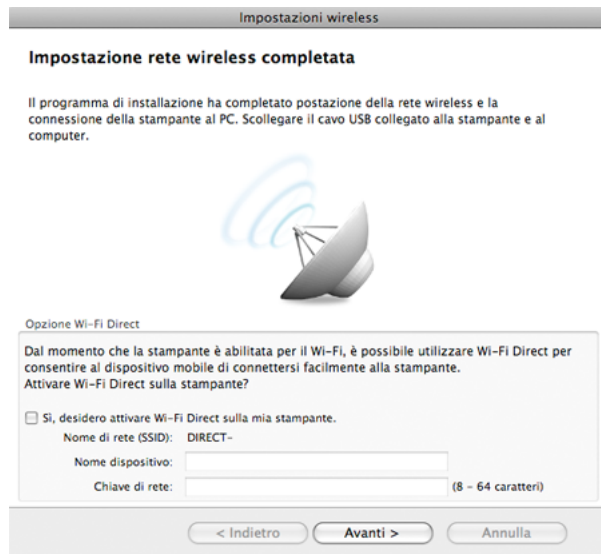 Impostazioni wireless
Impostazione rete wireless completata
Il programma di installazione ha completato postazione della rete wireless e la
connessione della stampante al PC. Scollegare il cavo USB collegato alla stampante e al
computer.
Opzione Wi-Fi Direct
Dal momento che la stampante è abilitata per il Wi-Fi, è possibile utilizzare Wi-Fi Direct per
consentire al dispositivo mobile di connettersi facilmente alla stampante.
Attivare Wi-Fi Direct sulla stampante?
Sì, desidero attivare Wi-Fi Direct sulla mia stampante.
Nome di rete (SSID): DIRECT-
Nome dispositivo:
Chiave di rete: (8 - 64 caratteri)
< Indietro Avanti > Annulla